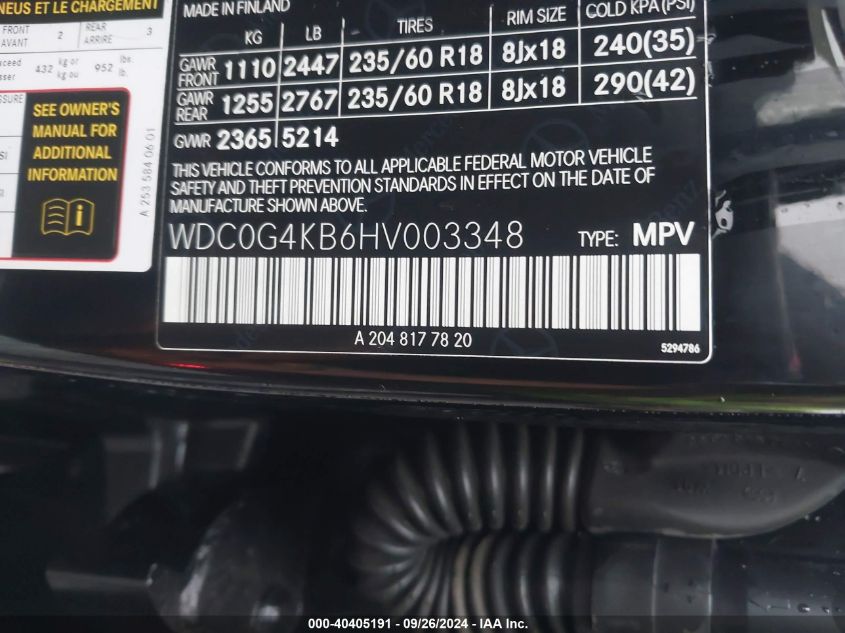 NEUS ET LE CHARGEMENT
FRONT 2 REAR 3
AVANT ARRIÈRE
432 kg or 952 lbs.
kg ou lb.
SEE OWNER'S
MANUAL FOR
ADDITIONAL
INFORMATION
A 253 584 06 01
MADE IN FINLAND
KG LB TIRES RIM SIZE COLD KPA (PSI)
GAWR FRONT 1110 2447 235/60 R18 8Jx18 240(35)
GAWR REAR 1255 2767 235/60 R18 8Jx18 290(42)
GVWR 2365 5214
THIS VEHICLE CONFORMS TO ALL APPLICABLE FEDERAL MOTOR VEHICLE
SAFETY AND THEFT PREVENTION STANDARDS IN EFFECT ON THE DATE OF
MANUFACTURE SHOWN ABOVE.
WDC0G4KB6HV003348 TYPE: MPV
A 204 817 78 20
5294786
000-40405191 - 09/26/2024 - IAA Inc.